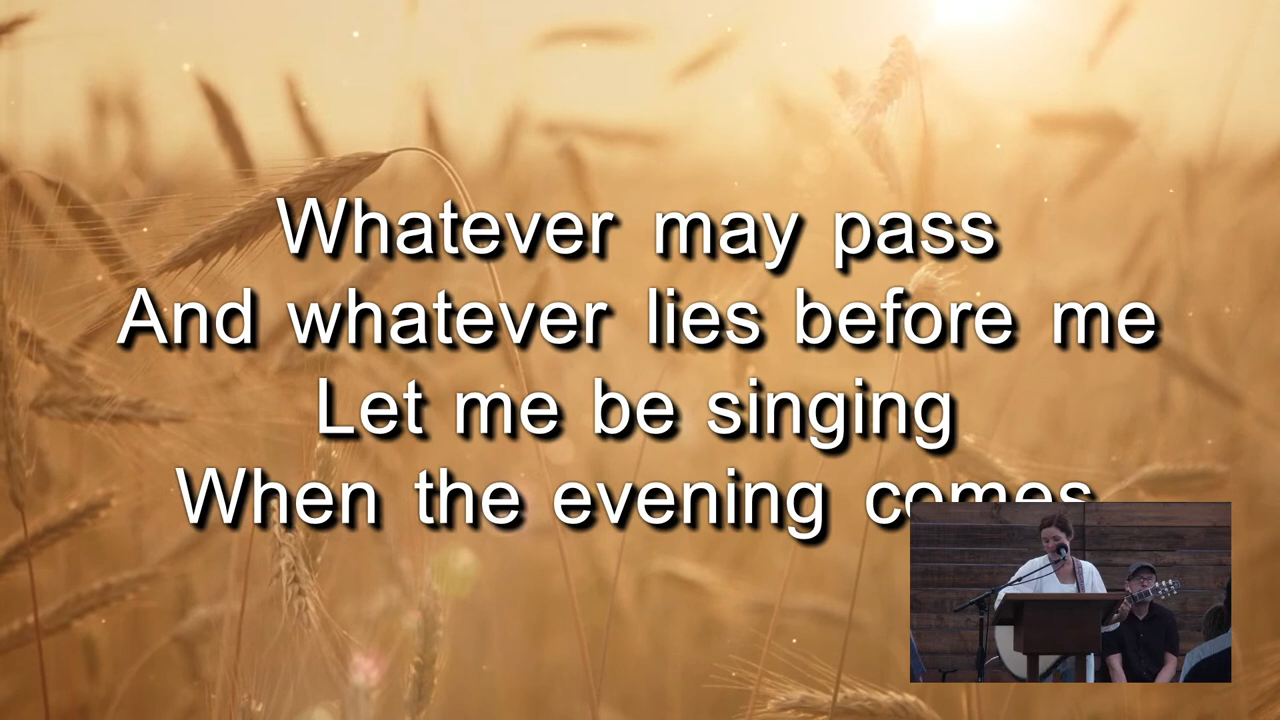 Whatever may pass
And whatever lies before me
Let me be singing
When the evening comes